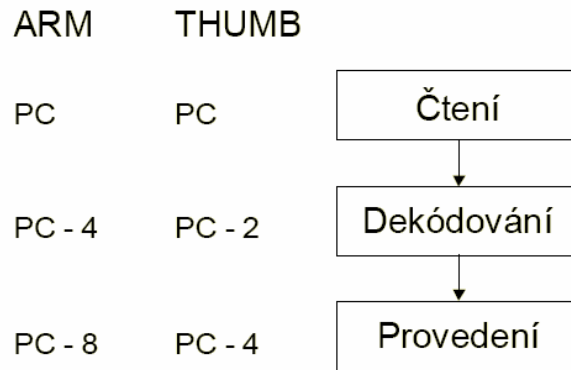 ARM THUMB
PC PC Čtení
PC - 4 PC - 2 Dekódování
PC - 8 PC - 4 Provedení